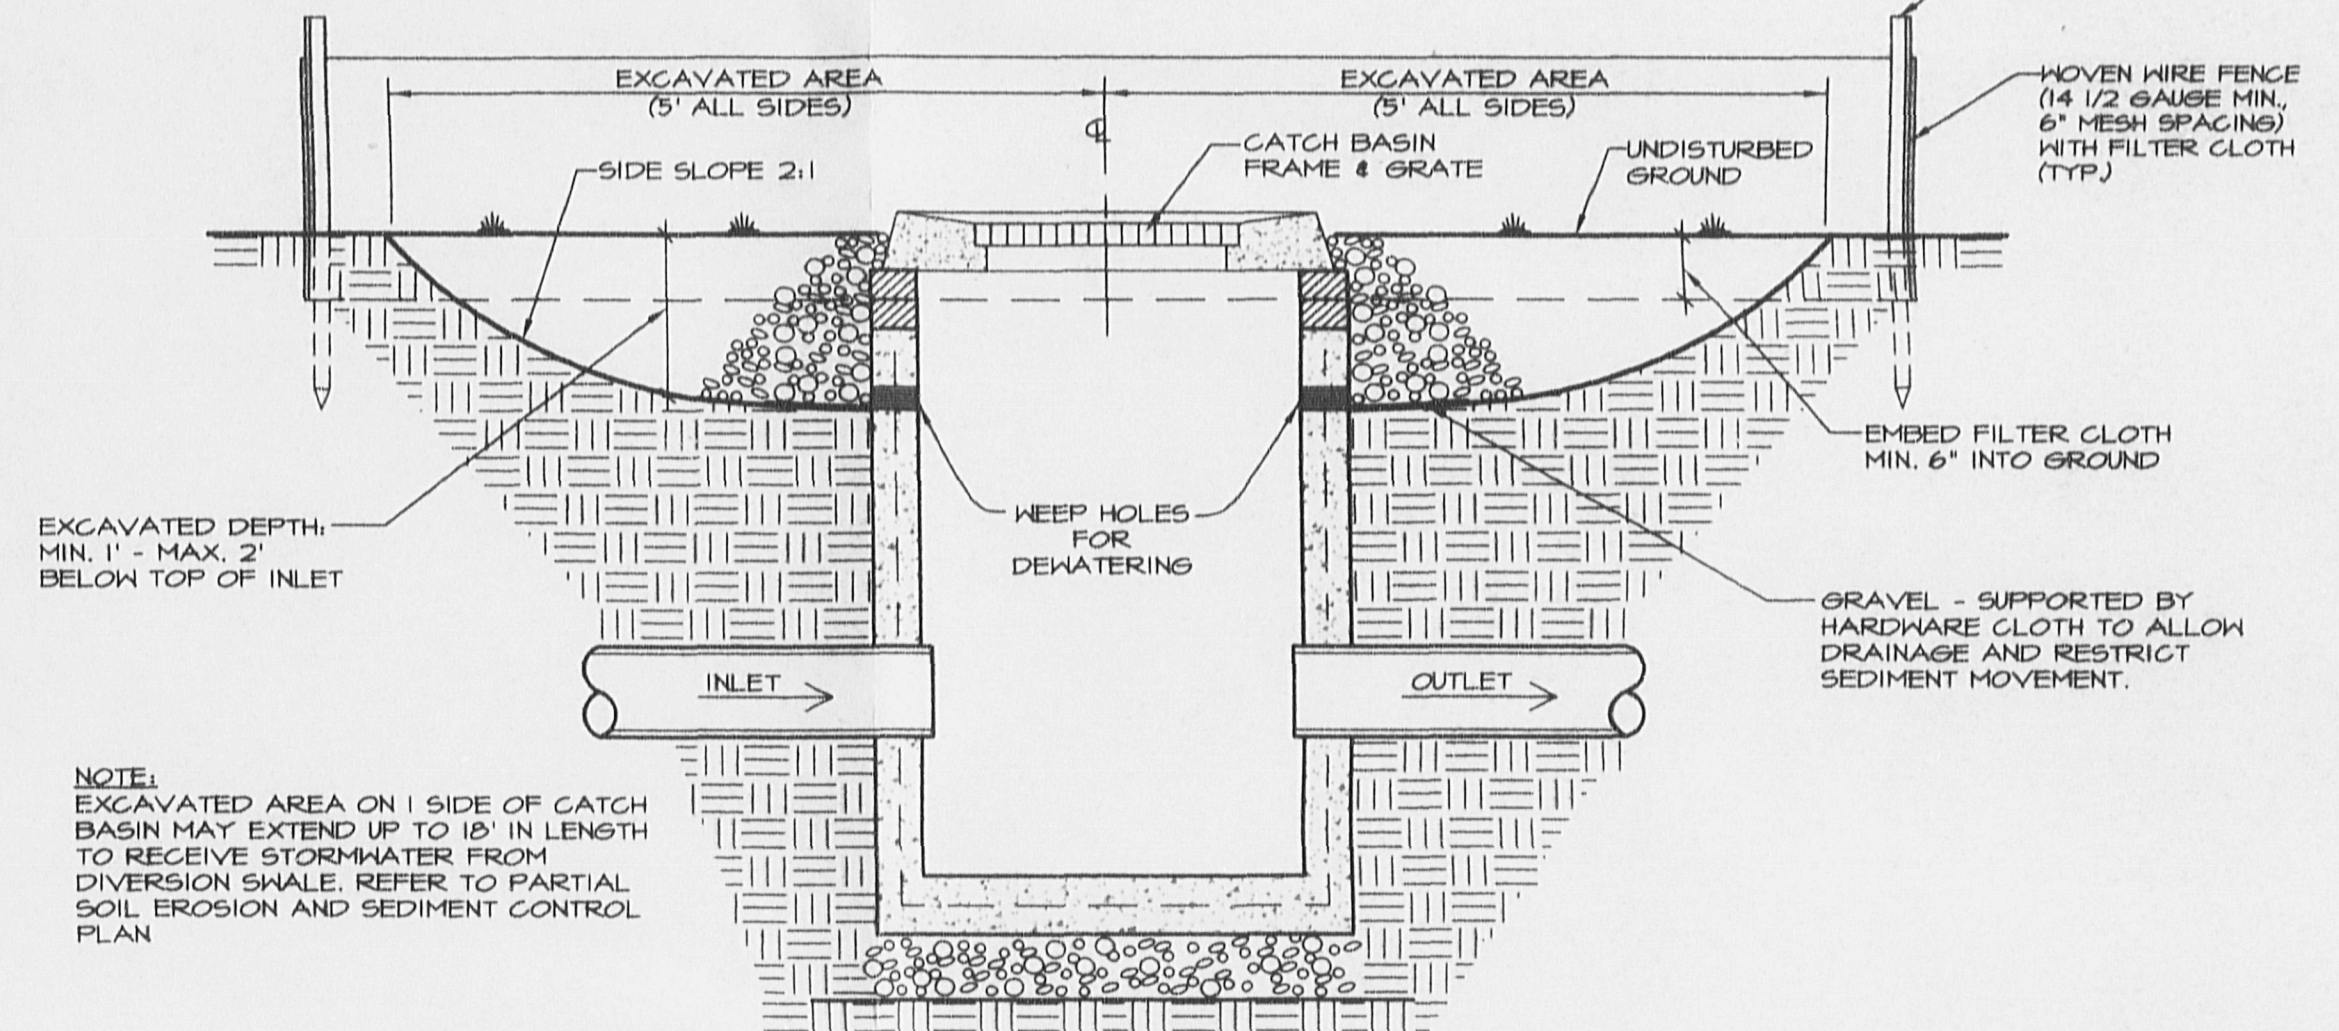 EXCAVATED AREA
(5' ALL SIDES)
EXCAVATED AREA
(5' ALL SIDES)
WOVEN WIRE FENCE
(14 1/2 GAUGE MIN.,
6" MESH SPACING)
WITH FILTER CLOTH
(TYP.)
℄
CATCH BASIN
FRAME & GRATE
UNDISTURBED
GROUND
SIDE SLOPE 2:1
EMBED FILTER CLOTH
MIN. 6" INTO GROUND
EXCAVATED DEPTH:
MIN. 1' - MAX. 2'
BELOW TOP OF INLET
WEEP HOLES
FOR
DEWATERING
GRAVEL - SUPPORTED BY
HARDWARE CLOTH TO ALLOW
DRAINAGE AND RESTRICT
SEDIMENT MOVEMENT.
INLET
OUTLET
NOTE:
EXCAVATED AREA ON 1 SIDE OF CATCH
BASIN MAY EXTEND UP TO 18' IN LENGTH
TO RECEIVE STORMWATER FROM
DIVERSION SWALE. REFER TO PARTIAL
SOIL EROSION AND SEDIMENT CONTROL
PLAN